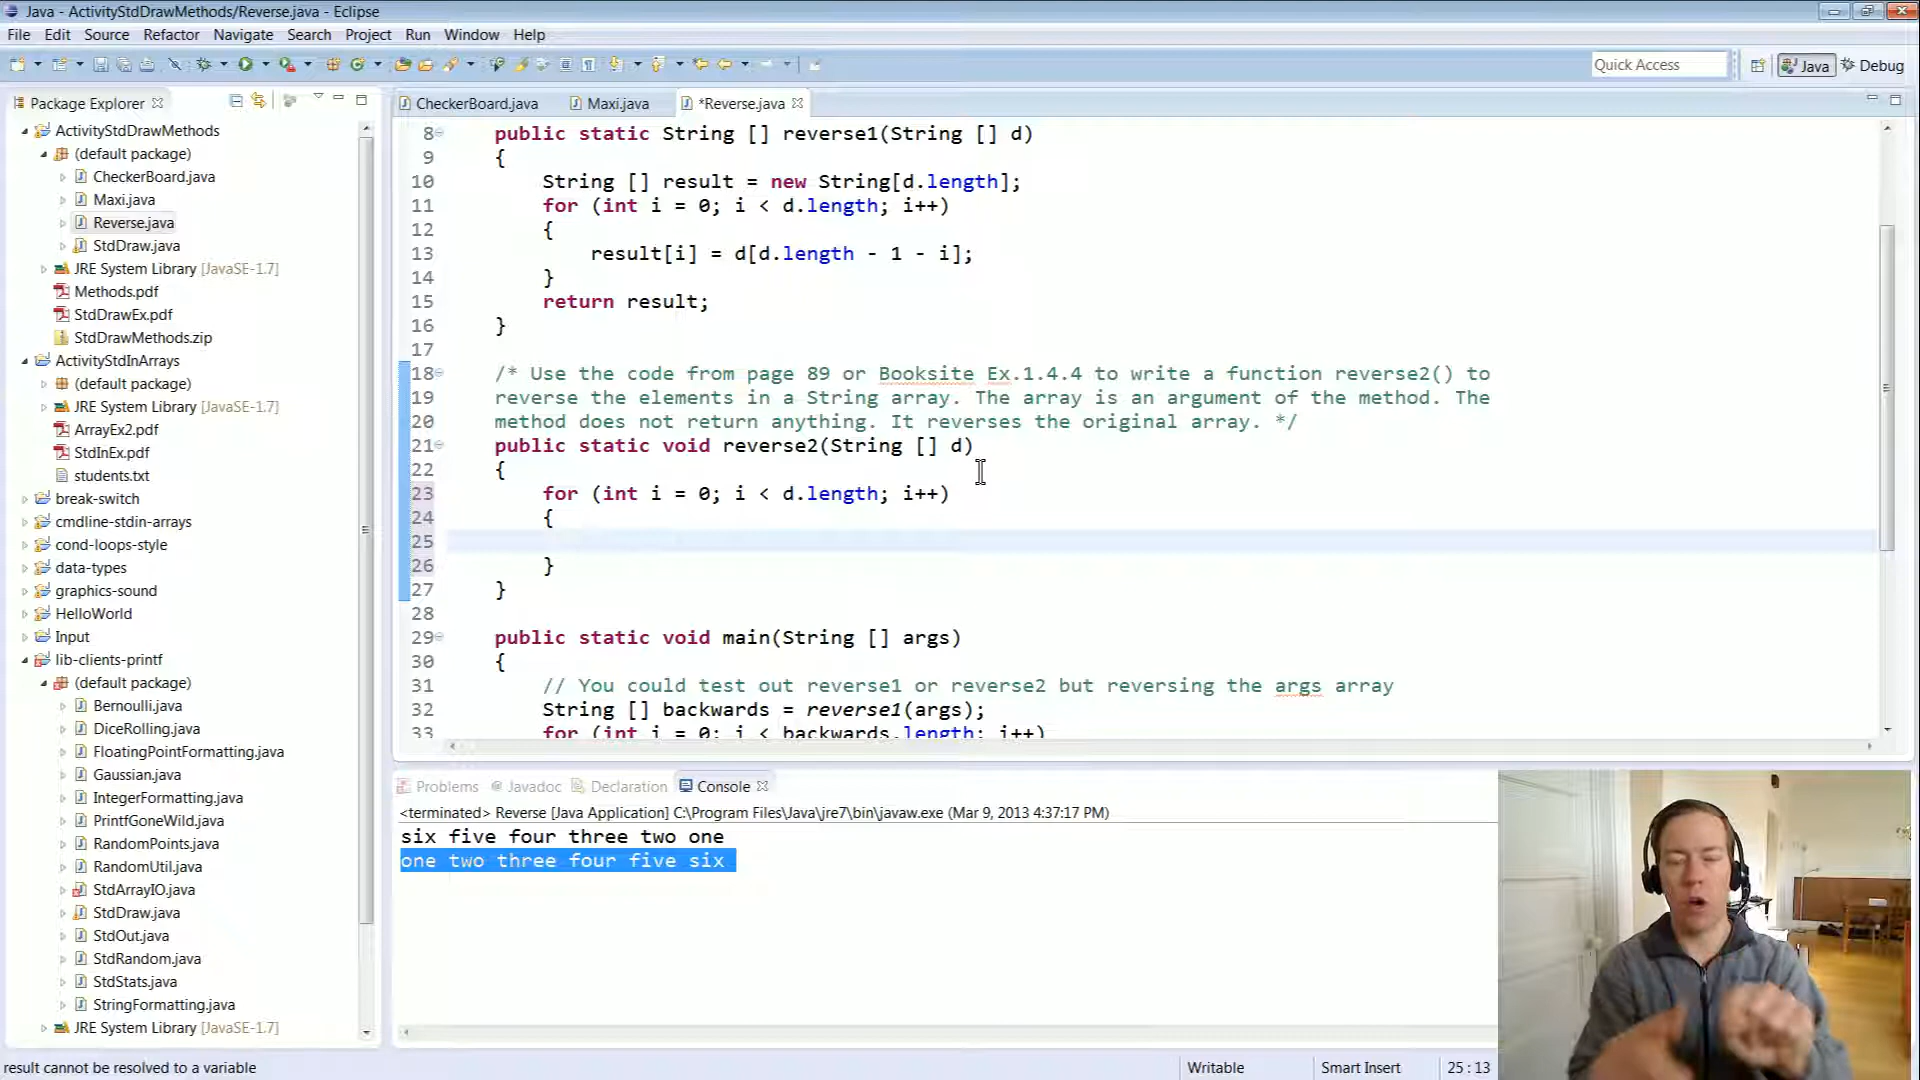 Java - ActivityStdDrawMethods/Reverse.java - Eclipse
File Edit Source Refactor Navigate Search Project Run Window Help
Quick Access
Java
Debug
Package Explorer
ActivityStdDrawMethods
(default package)
CheckerBoard.java
Maxi.java
Reverse.java
StdDraw.java
JRE System Library [JavaSE-1.7]
Methods.pdf
StdDrawEx.pdf
StdDrawMethods.zip
ActivityStdInArrays
(default package)
JRE System Library [JavaSE-1.7]
ArrayEx2.pdf
StdInEx.pdf
students.txt
break-switch
cmdline-stdin-arrays
cond-loops-style
data-types
graphics-sound
HelloWorld
Input
lib-clients-printf
(default package)
Bernoulli.java
DiceRolling.java
FloatingPointFormatting.java
Gaussian.java
IntegerFormatting.java
PrintfGoneWild.java
RandomPoints.java
RandomUtil.java
StdArrayIO.java
StdDraw.java
StdOut.java
StdRandom.java
StdStats.java
StringFormatting.java
JRE System Library [JavaSE-1.7]
CheckerBoard.java Maxi.java *Reverse.java
8 public static String [] reverse1(String [] d)
9 {
10 String [] result = new String[d.length];
11 for (int i = 0; i < d.length; i++)
12 {
13 result[i] = d[d.length - 1 - i];
14 }
15 return result;
16 }
17
18 /* Use the code from page 89 or Booksite Ex.1.4.4 to write a function reverse2() to
19 reverse the elements in a String array. The array is an argument of the method. The
20 method does not return anything. It reverses the original array. */
21 public static void reverse2(String [] d)
22 {
23 for (int i = 0; i < d.length; i++)
24 {
25
26 }
27 }
28
29 public static void main(String [] args)
30 {
31 // You could test out reverse1 or reverse2 but reversing the args array
32 String [] backwards = reverse1(args);
33 for (int i = 0; i < backwards.length; i++)
Problems Javadoc Declaration Console
<terminated> Reverse [Java Application] C:\Program Files\Java\jre7\bin\javaw.exe (Mar 9, 2013 4:37:17 PM)
six five four three two one
one two three four five six
result cannot be resolved to a variable
Writable
Smart Insert
25 : 13